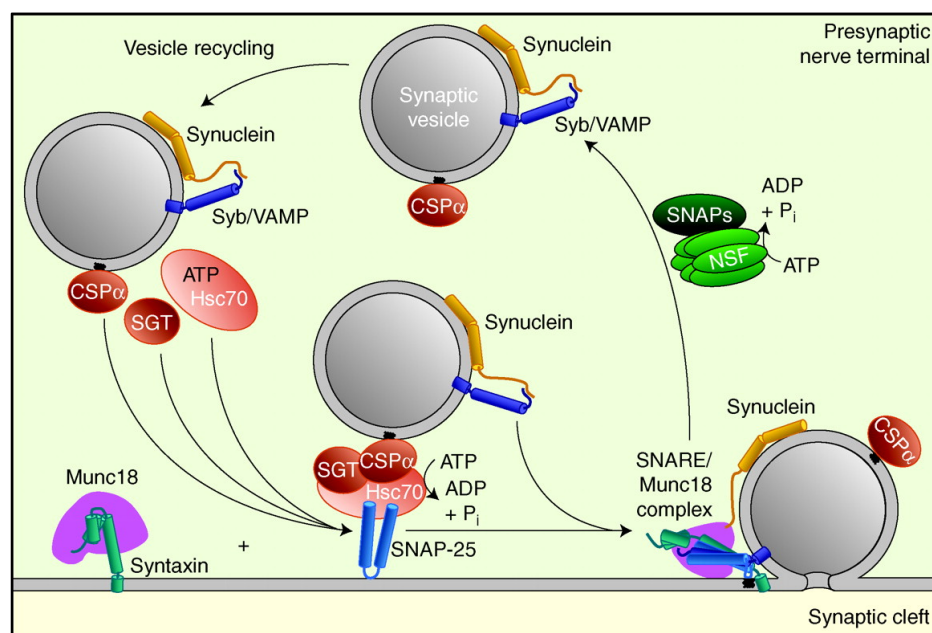 Vesicle recycling
Synuclein
Presynaptic
nerve terminal
Synaptic
vesicle
Syb/VAMP
CSPα
Synuclein
Syb/VAMP
CSPα
SGT
ATP
Hsc70
SNAPs
NSF
ADP
+ Pi
ATP
Synuclein
SGT
CSPα
Hsc70
ATP
ADP
+ Pi
SNAP-25
Munc18
+
Syntaxin
Synuclein
CSPα
SNARE/
Munc18
complex
Synaptic cleft